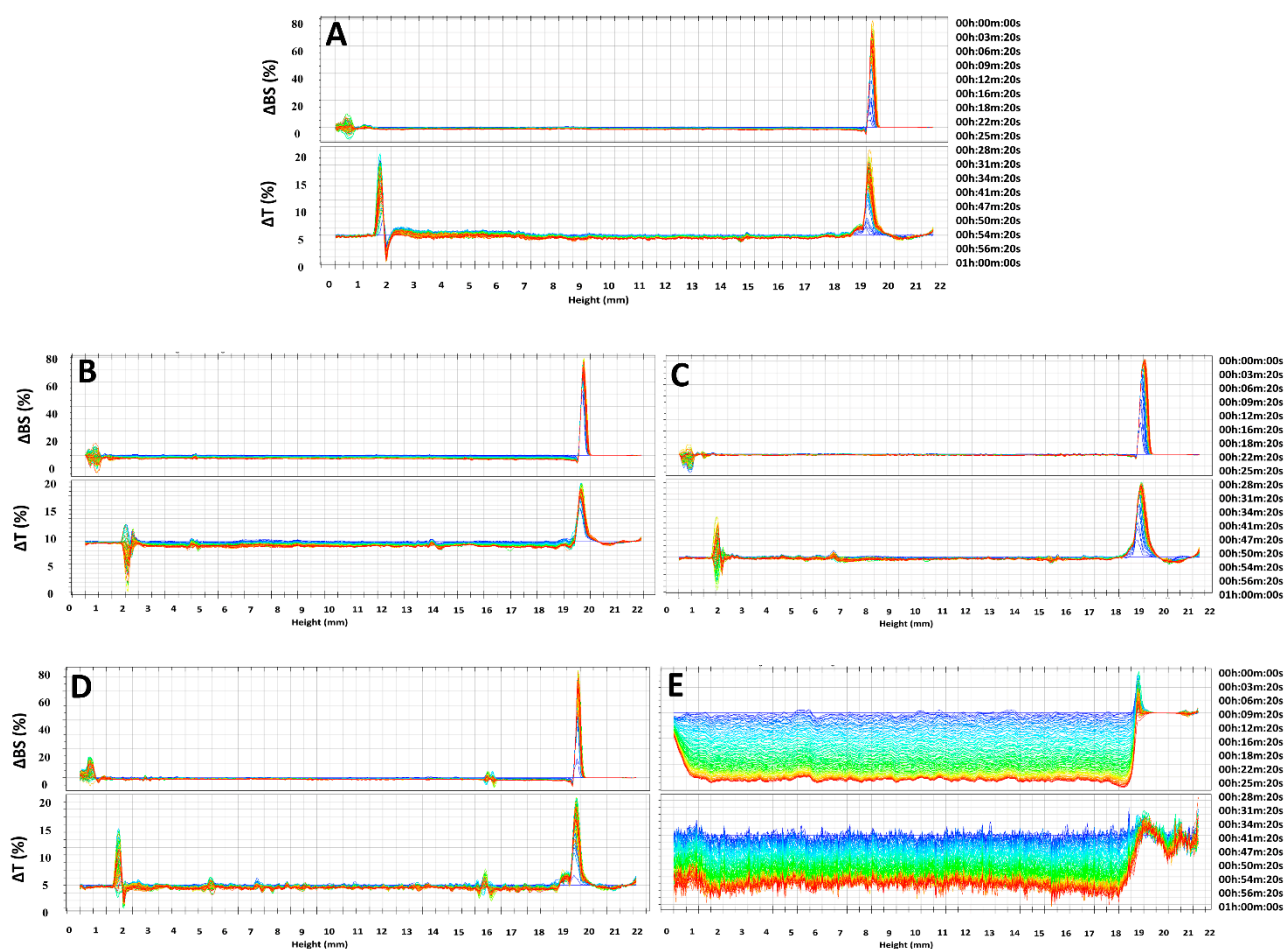 A
ΔBS (%)
80
60
40
20
0
ΔT (%)
20
15
10
5
0
0 1 2 3 4 5 6 7 8 9 10 11 12 13 14 15 16 17 18 19 20 21 22
Height (mm)
00h:00m:00s
00h:03m:20s
00h:06m:20s
00h:09m:20s
00h:12m:20s
00h:16m:20s
00h:18m:20s
00h:22m:20s
00h:25m:20s
00h:28m:20s
00h:31m:20s
00h:34m:20s
00h:41m:20s
00h:47m:20s
00h:50m:20s
00h:54m:20s
00h:56m:20s
01h:00m:00s
B
ΔBS (%)
80
60
40
20
0
ΔT (%)
20
15
10
5
0
0 1 2 3 4 5 6 7 8 9 10 11 12 13 14 15 16 17 18 19 20 21 22
Height (mm)
C
0 1 2 3 4 5 6 7 8 9 10 11 12 13 14 15 16 17 18 19 20 21 22
Height (mm)
00h:00m:00s
00h:03m:20s
00h:06m:20s
00h:09m:20s
00h:12m:20s
00h:16m:20s
00h:18m:20s
00h:22m:20s
00h:25m:20s
00h:28m:20s
00h:31m:20s
00h:34m:20s
00h:41m:20s
00h:47m:20s
00h:50m:20s
00h:54m:20s
00h:56m:20s
01h:00m:00s
D
ΔBS (%)
80
60
40
20
0
ΔT (%)
20
15
10
5
0
0 1 2 3 4 5 6 7 8 9 10 11 12 13 14 15 16 17 18 19 20 21 22
Height (mm)
E
0 1 2 3 4 5 6 7 8 9 10 11 12 13 14 15 16 17 18 19 20 21 22
Height (mm)
00h:00m:00s
00h:03m:20s
00h:06m:20s
00h:09m:20s
00h:12m:20s
00h:16m:20s
00h:18m:20s
00h:22m:20s
00h:25m:20s
00h:28m:20s
00h:31m:20s
00h:34m:20s
00h:41m:20s
00h:47m:20s
00h:50m:20s
00h:54m:20s
00h:56m:20s
01h:00m:00s